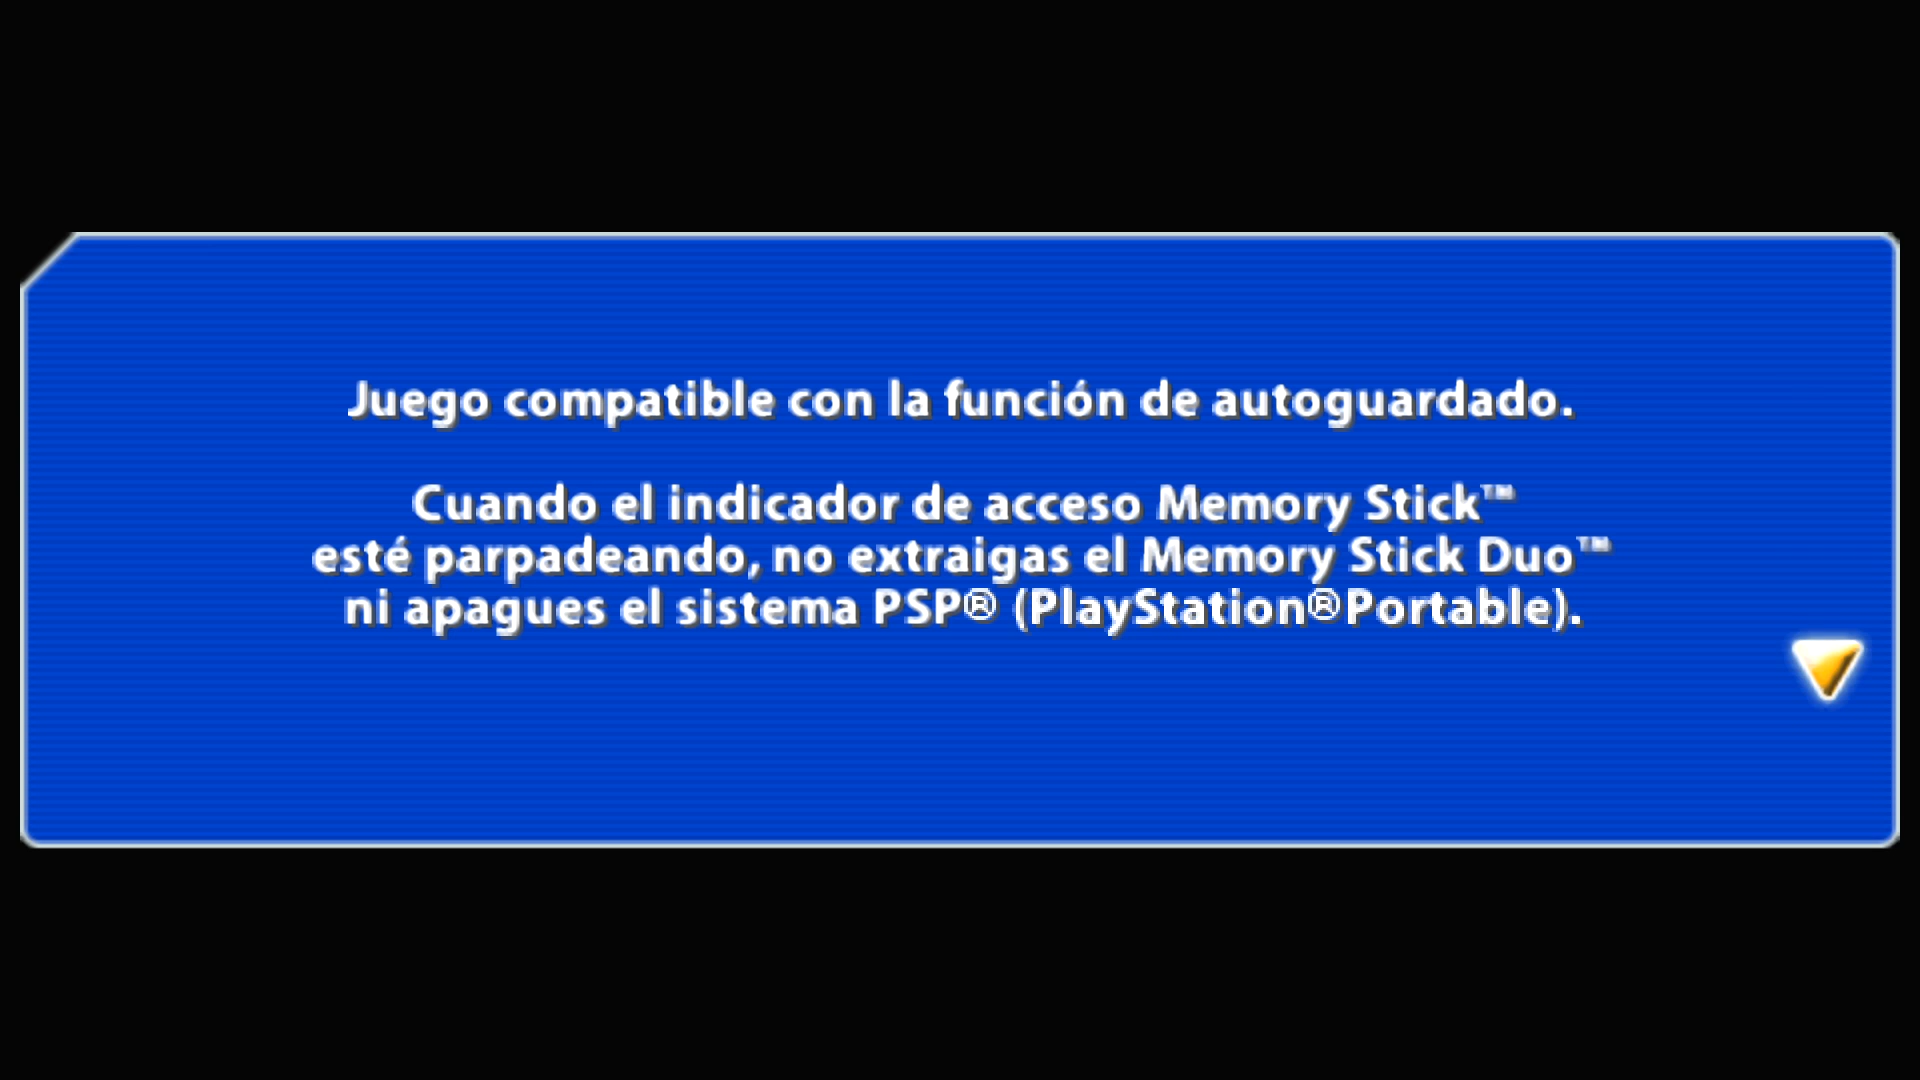 Juego compatible con la función de autoguardado.
Cuando el indicador de acceso Memory Stick™
esté parpadeando, no extraigas el Memory Stick Duo™
ni apagues el sistema PSP® (PlayStation®Portable).